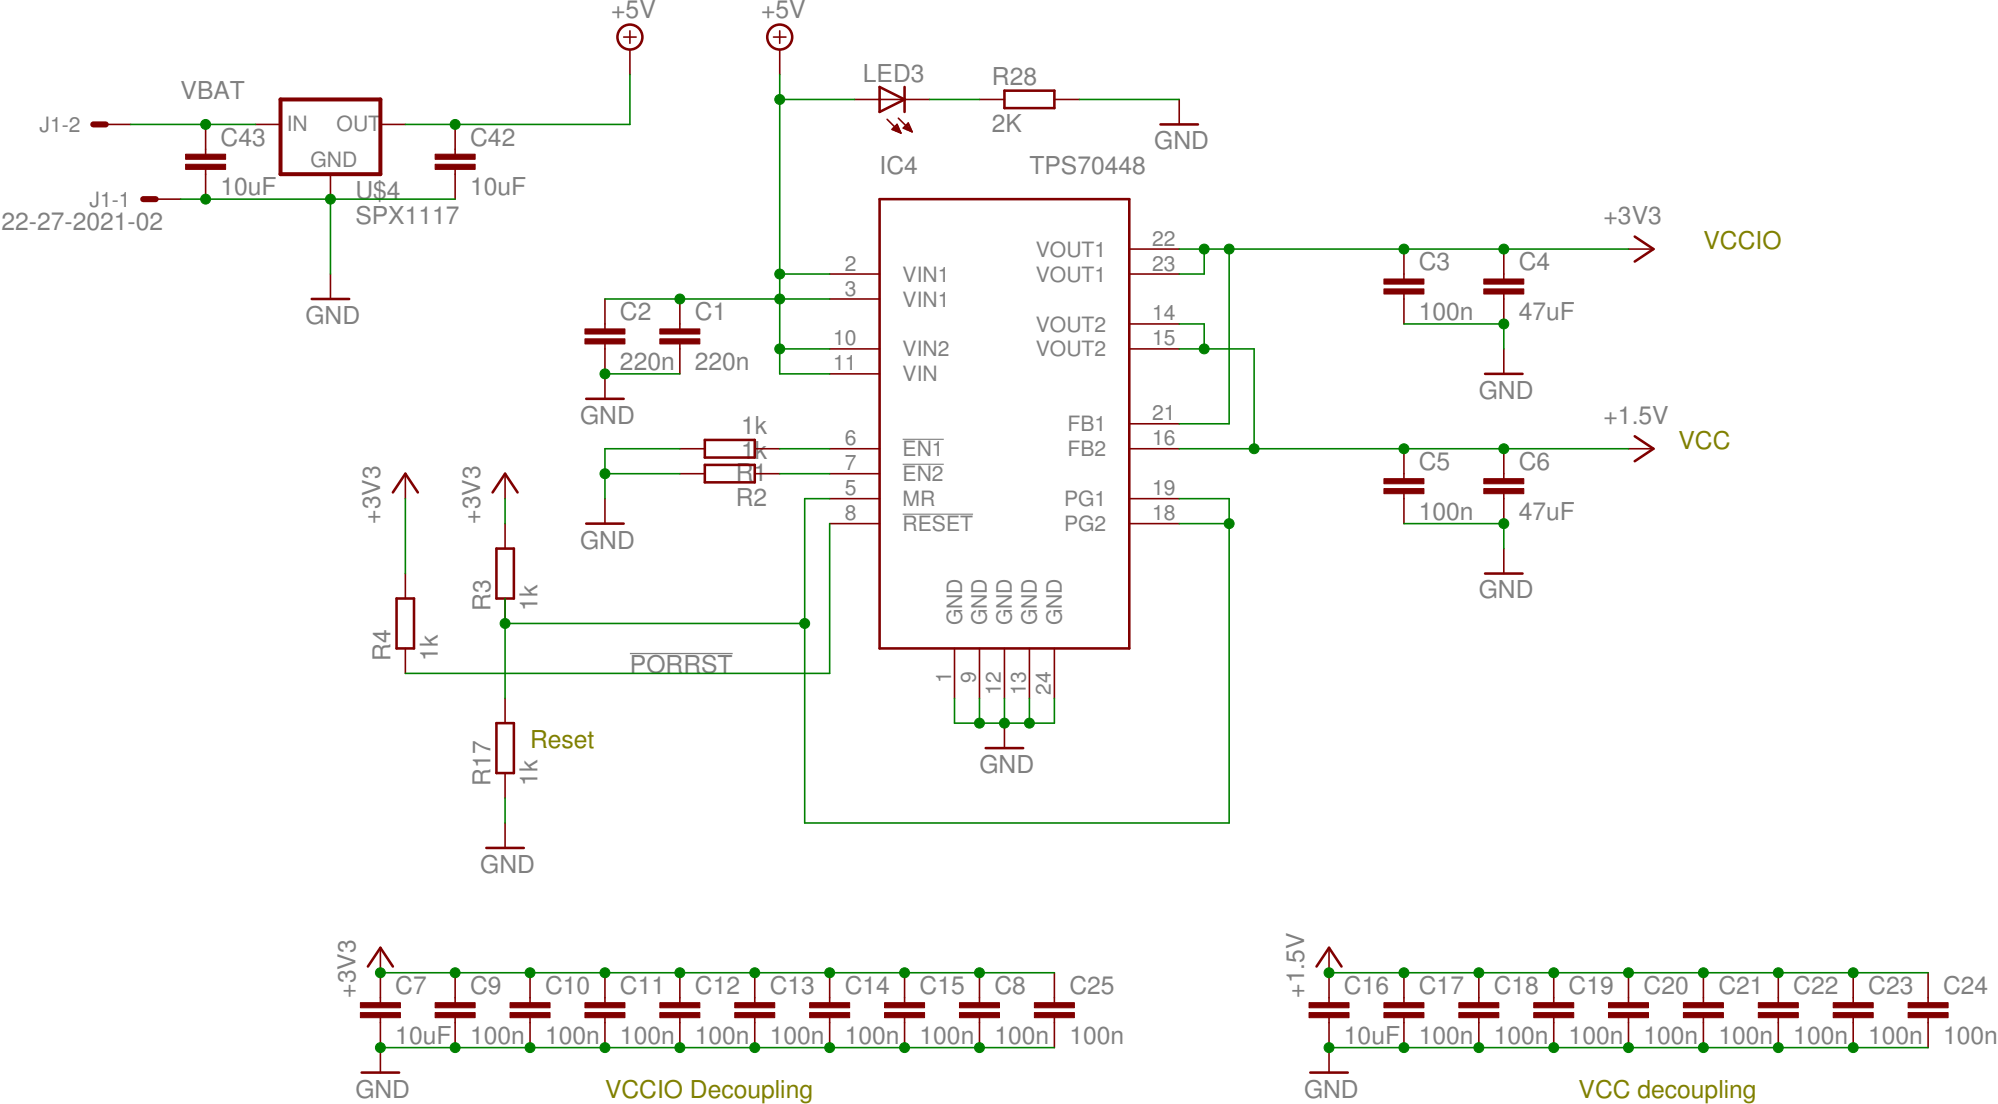 +5V
+5V
VBAT
LED3
R28
J1-2
IN
OUT
C43
C42
2K
GND
GND
10uF
10uF
IC4
TPS70448
J1-1
22-27-2021-02
U$4
SPX1117
GND
+3V3
VCCIO
VOUT1
22
VOUT1
23
2
VIN1
3
VIN1
C3
C4
100n
47uF
C2
C1
220n
220n
VOUT2
14
VOUT2
15
10
VIN2
11
VIN
GND
GND
+1.5V
VCC
FB1
21
FB2
16
1k
1k
R1
R2
6
EN1
7
EN2
5
MR
8
RESET
C5
C6
100n
47uF
PG1
19
PG2
18
+3V3
+3V3
GND
GND
R3
1k
R4
1k
PORRST
GND
GND
GND
GND
GND
1
9
12
13
24
GND
R17
1k
Reset
GND
+3V3
C7
C9
C10
C11
C12
C13
C14
C15
C8
C25
10uF
100n
100n
100n
100n
100n
100n
100n
100n
100n
GND
VCCIO Decoupling
+1.5V
C16
C17
C18
C19
C20
C21
C22
C23
C24
10uF
100n
100n
100n
100n
100n
100n
100n
100n
GND
VCC decoupling